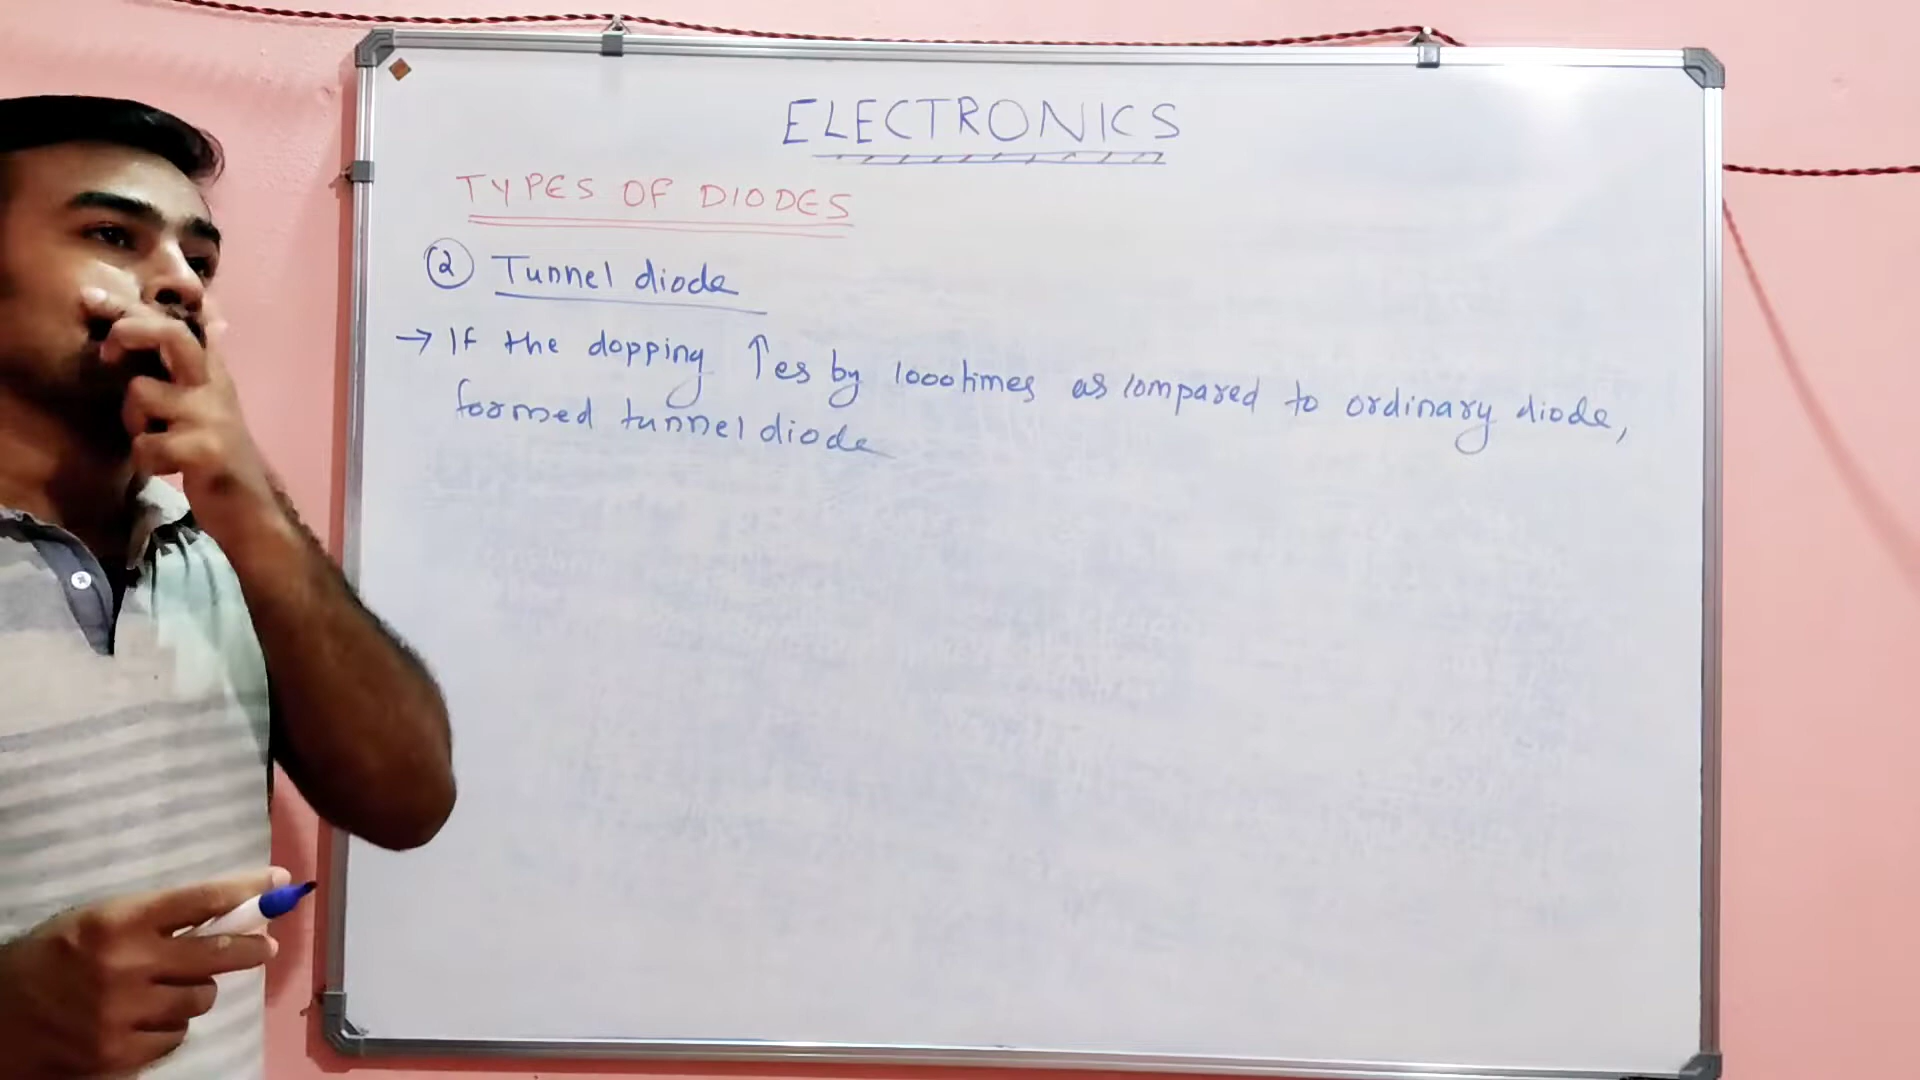 ELECTRONICS
TYPES OF DIODES
② Tunnel diode
→ If the dopping ↑es by 1000times as compared to ordinary diode,
formed tunnel diode